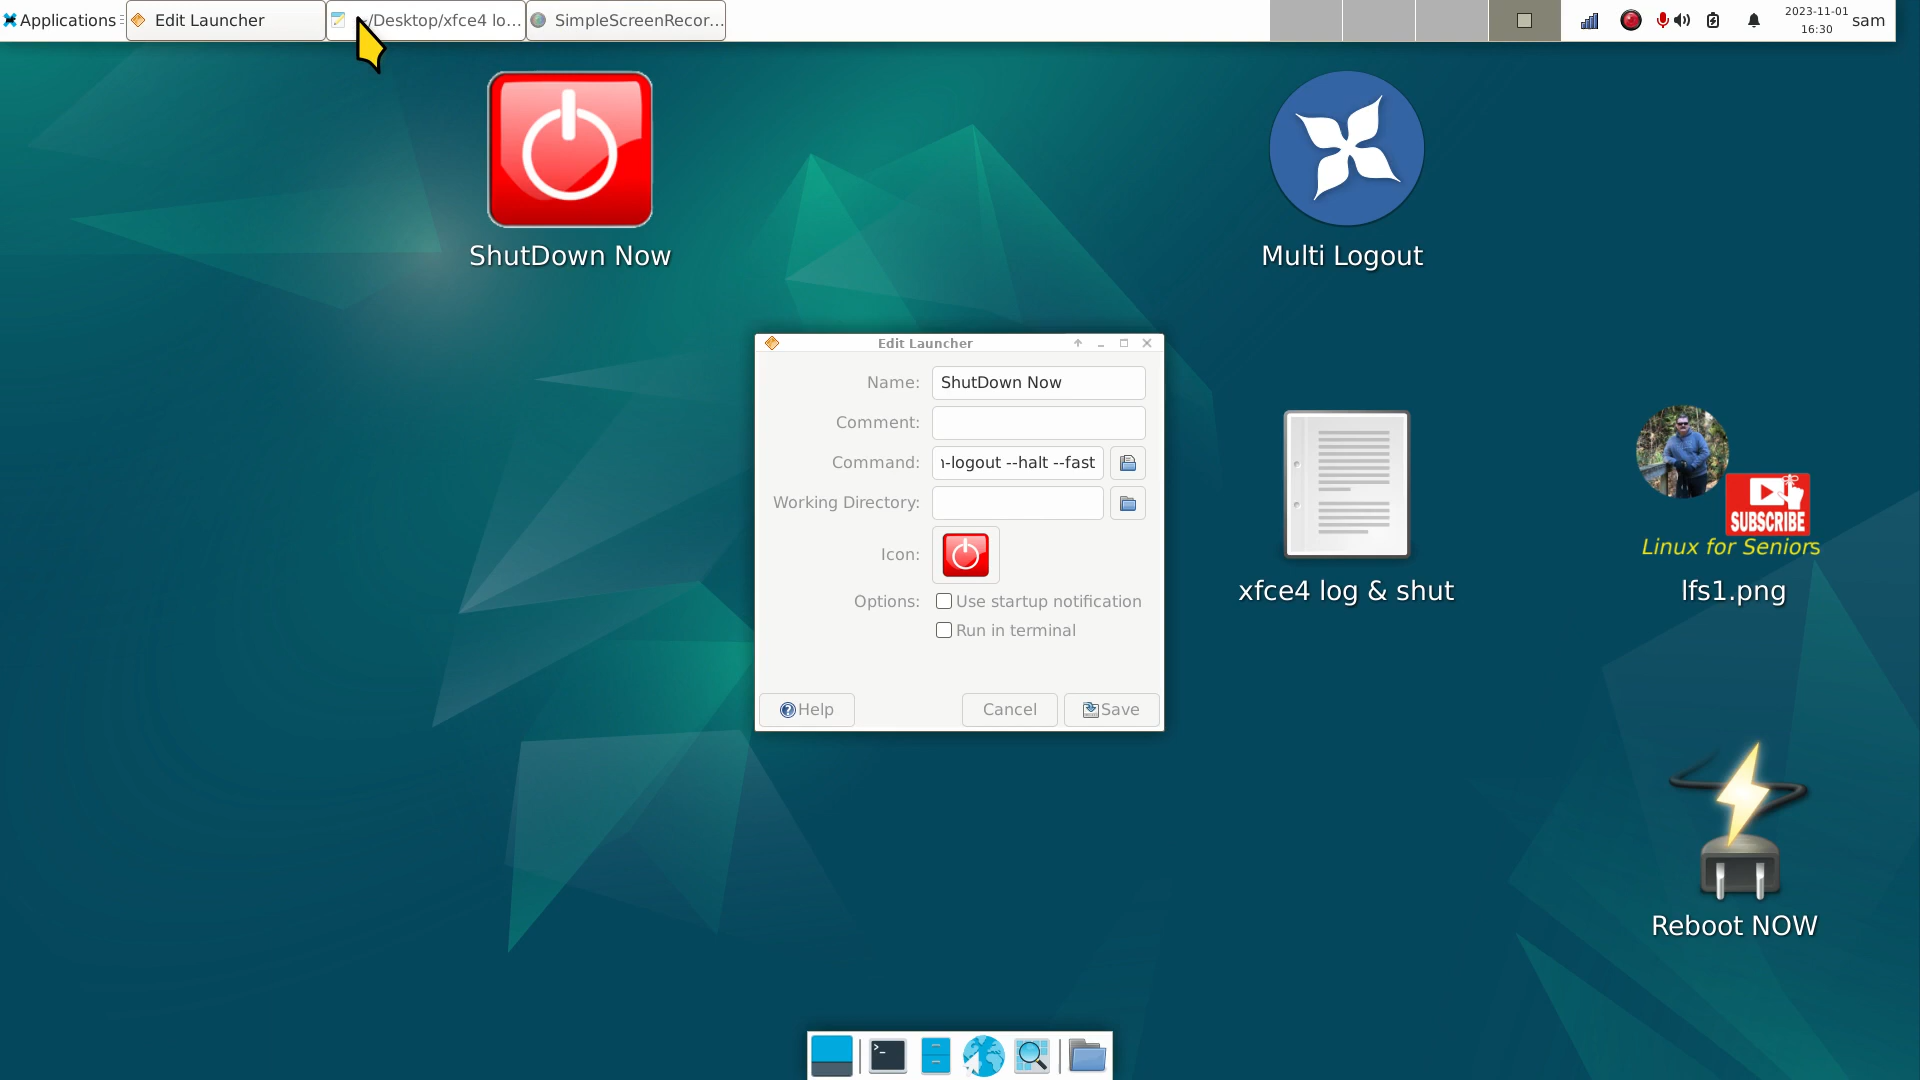 Applications
Edit Launcher
~/Desktop/xfce4 lo...
SimpleScreenRecor...
2023-11-01
16:30
sam
ShutDown Now
Multi Logout
Edit Launcher
Name:
ShutDown Now
Comment:
Command:
-logout --halt --fast
Working Directory:
Icon:
Options:
Use startup notification
Run in terminal
Help
Cancel
Save
xfce4 log & shut
SUBSCRIBE
Linux for Seniors
lfs1.png
Reboot NOW